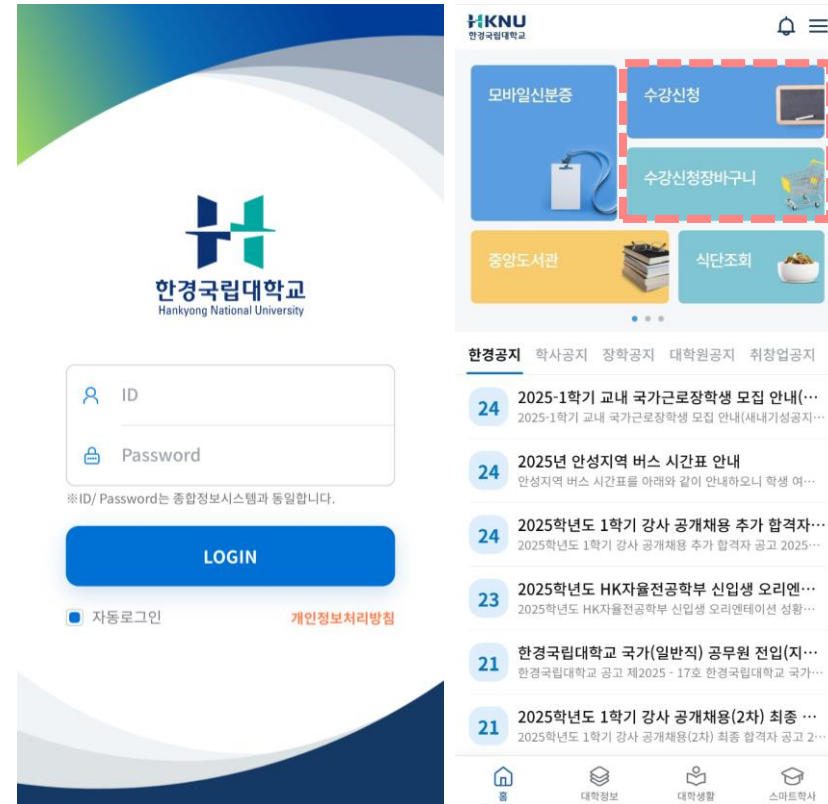 한경국립대학교
Hankyong National University
ID
Password
※ID/ Password는 종합정보시스템과 동일합니다.
LOGIN
자동로그인
개인정보처리방침
HKNU
한경국립대학교
모바일신분증
수강신청
수강신청장바구니
중앙도서관
식단조회
한경공지 학사공지 장학공지 대학원공지 취창업공지
24
2025-1학기 교내 국가근로장학생 모집 안내(…
2025-1학기 교내 국가근로장학생 모집 안내(새내기성공지…
24
2025년 안성지역 버스 시간표 안내
안성지역 버스 시간표를 아래와 같이 안내하오니 학생 여…
24
2025학년도 1학기 강사 공개채용 추가 합격자…
2025학년도 1학기 강사 공개채용 추가 합격자 공고 2025…
23
2025학년도 HK자율전공학부 신입생 오리엔…
2025학년도 HK자율전공학부 신입생 오리엔테이션 성황…
21
한경국립대학교 국가(일반직) 공무원 전입(지…
한경국립대학교 공고 제2025 - 17호 한경국립대학교 국가…
21
2025학년도 1학기 강사 공개채용(2차) 최종 …
2025학년도 1학기 강사 공개채용(2차) 최종 합격자 공고 2…
홈 대학정보 대학생활 스마트학사